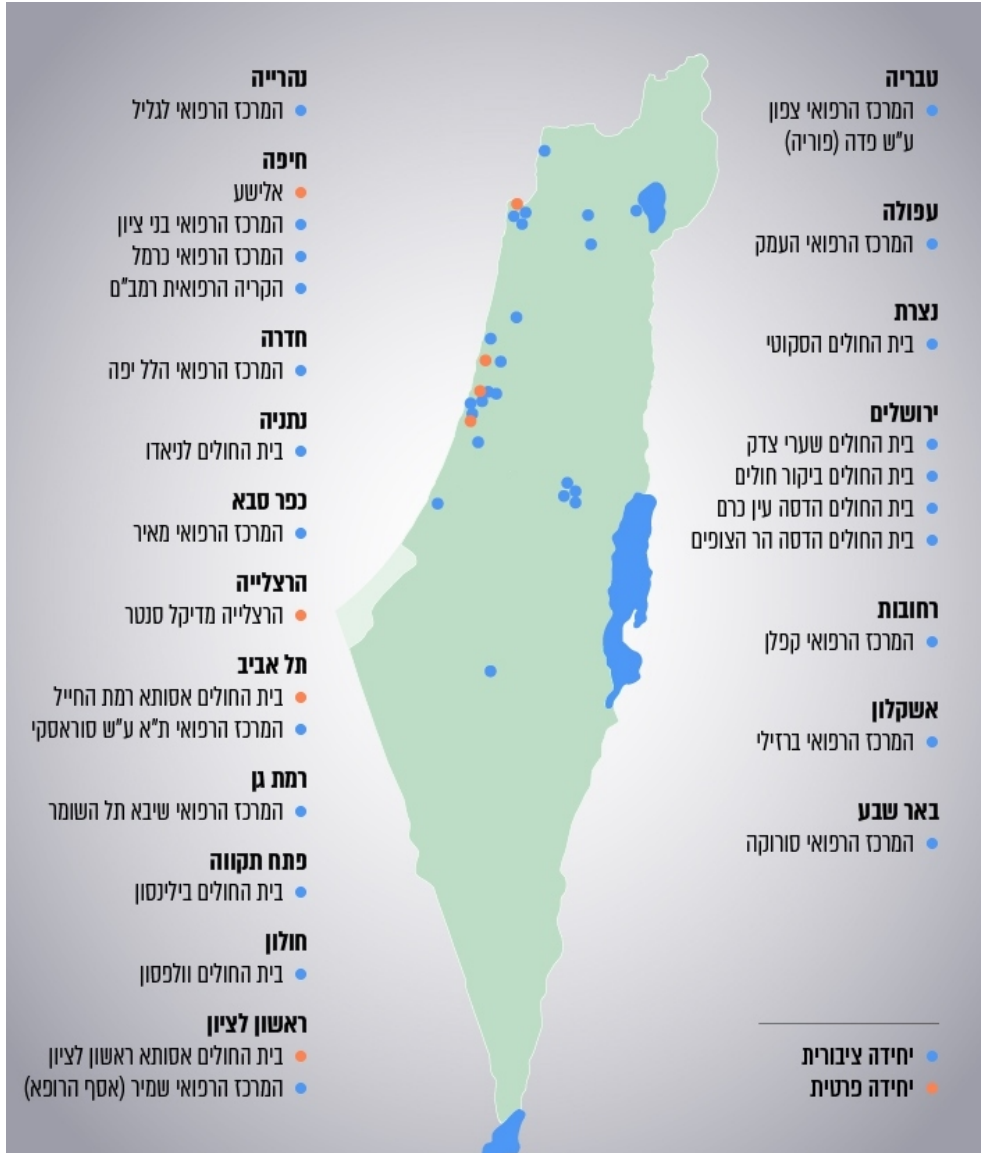 טבריה
המרכז הרפואי צפון
ע"ש פדה (פוריה)
עפולה
המרכז הרפואי העמק
נצרת
בית החולים הסקוטי
ירושלים
בית החולים שערי צדק
בית החולים ביקור חולים
בית החולים הדסה עין כרם
בית החולים הדסה הר הצופים
רחובות
המרכז הרפואי קפלן
אשקלון
המרכז הרפואי ברזילי
באר שבע
המרכז הרפואי סורוקה
יחידה ציבורית
יחידה פרטית
נהרייה
המרכז הרפואי לגליל
חיפה
אלישע
המרכז הרפואי בני ציון
המרכז הרפואי כרמל
הקריה הרפואית רמב"ם
חדרה
המרכז הרפואי הלל יפה
נתניה
בית החולים לניאדו
כפר סבא
המרכז הרפואי מאיר
הרצלייה
הרצלייה מדיקל סנטר
תל אביב
בית החולים אסותא רמת החייל
המרכז הרפואי ת"א ע"ש סוראסקי
רמת גן
המרכז הרפואי שיבא תל השומר
פתח תקווה
בית החולים בילינסון
חולון
בית החולים וולפסון
ראשון לציון
בית החולים אסותא ראשון לציון
המרכז הרפואי שמיר (אסף הרופא)